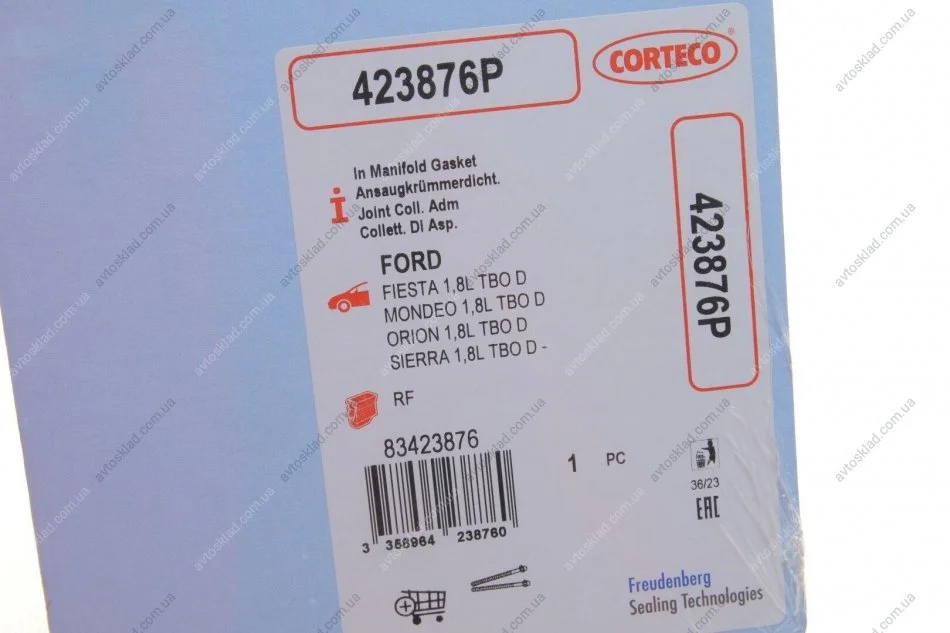 423876P
CORTECO®
In Manifold Gasket
Ansaugkrümmerdicht.
Joint Coll. Adm
Collett. Di Asp.
FORD
FIESTA 1,8L TBO D
MONDEO 1,8L TBO D
ORION 1,8L TBO D
SIERRA 1,8L TBO D -
423876P
RF
83423876
1 PC
36/23
EAC
3 358964 238760
Freudenberg
Sealing Technologies
avtosklad.com.ua